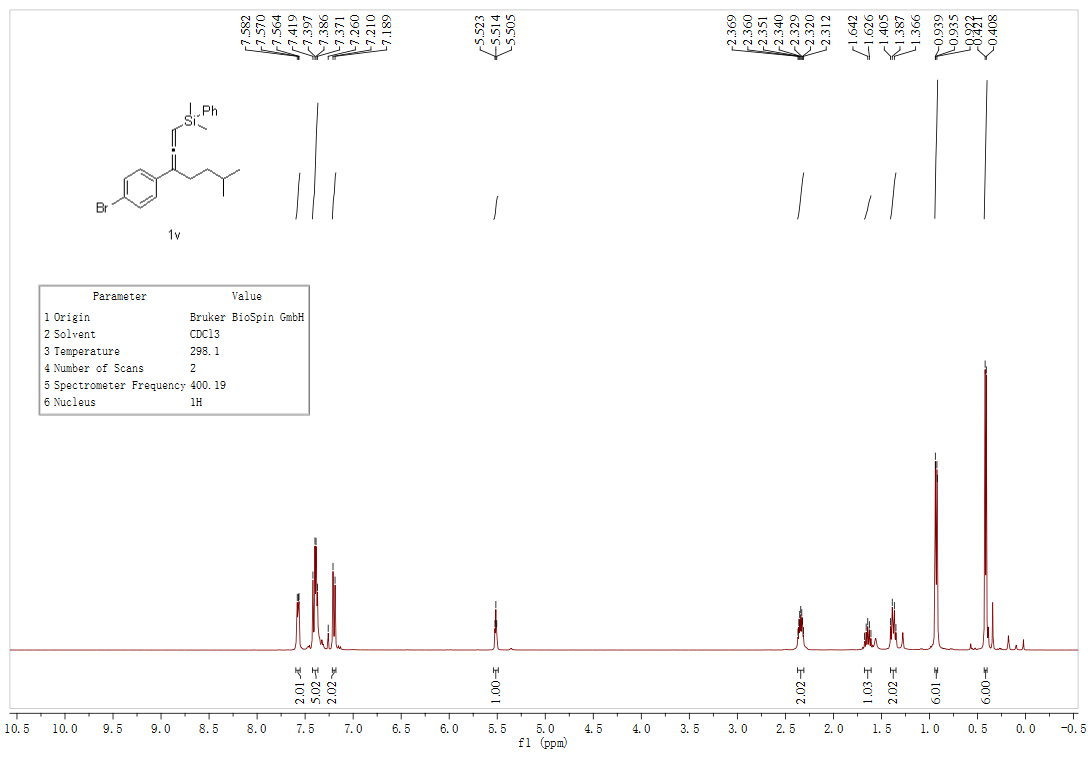 7.582 7.570 7.564 7.419 7.397 7.386 7.371 7.260 7.210 7.189 5.523 5.514 5.505 2.369 2.360 2.351 2.340 2.329 2.320 2.312 1.642 1.626 1.405 1.387 1.366 0.939 0.935 0.922 0.421 0.408
Si Ph
Br
1v
Parameter Value
1 Origin Bruker BioSpin GmbH
2 Solvent CDCl3
3 Temperature 298.1
4 Number of Scans 2
5 Spectrometer Frequency 400.19
6 Nucleus 1H
2.01 5.02 2.02 1.00 2.02 1.03 2.02 6.01 6.00
10.5 10.0 9.5 9.0 8.5 8.0 7.5 7.0 6.5 6.0 5.5 5.0 4.5 4.0 3.5 3.0 2.5 2.0 1.5 1.0 0.5 0.0 -0.5
f1 (ppm)